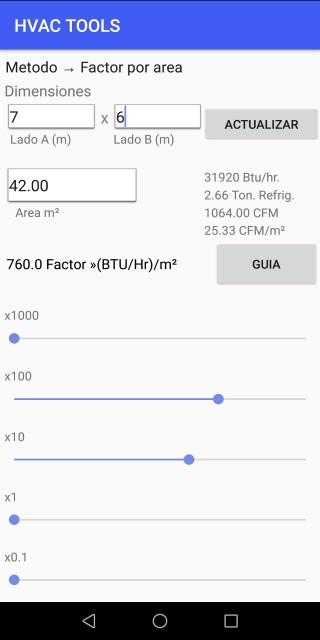 HVAC TOOLS
Metodo → Factor por area
Dimensiones
7 x 6 ACTUALIZAR
Lado A (m) Lado B (m)
42.00
Area m²
31920 Btu/hr.
2.66 Ton. Refrig.
1064.00 CFM
25.33 CFM/m²
760.0 Factor »(BTU/Hr)/m² GUIA
x1000
x100
x10
x1
x0.1